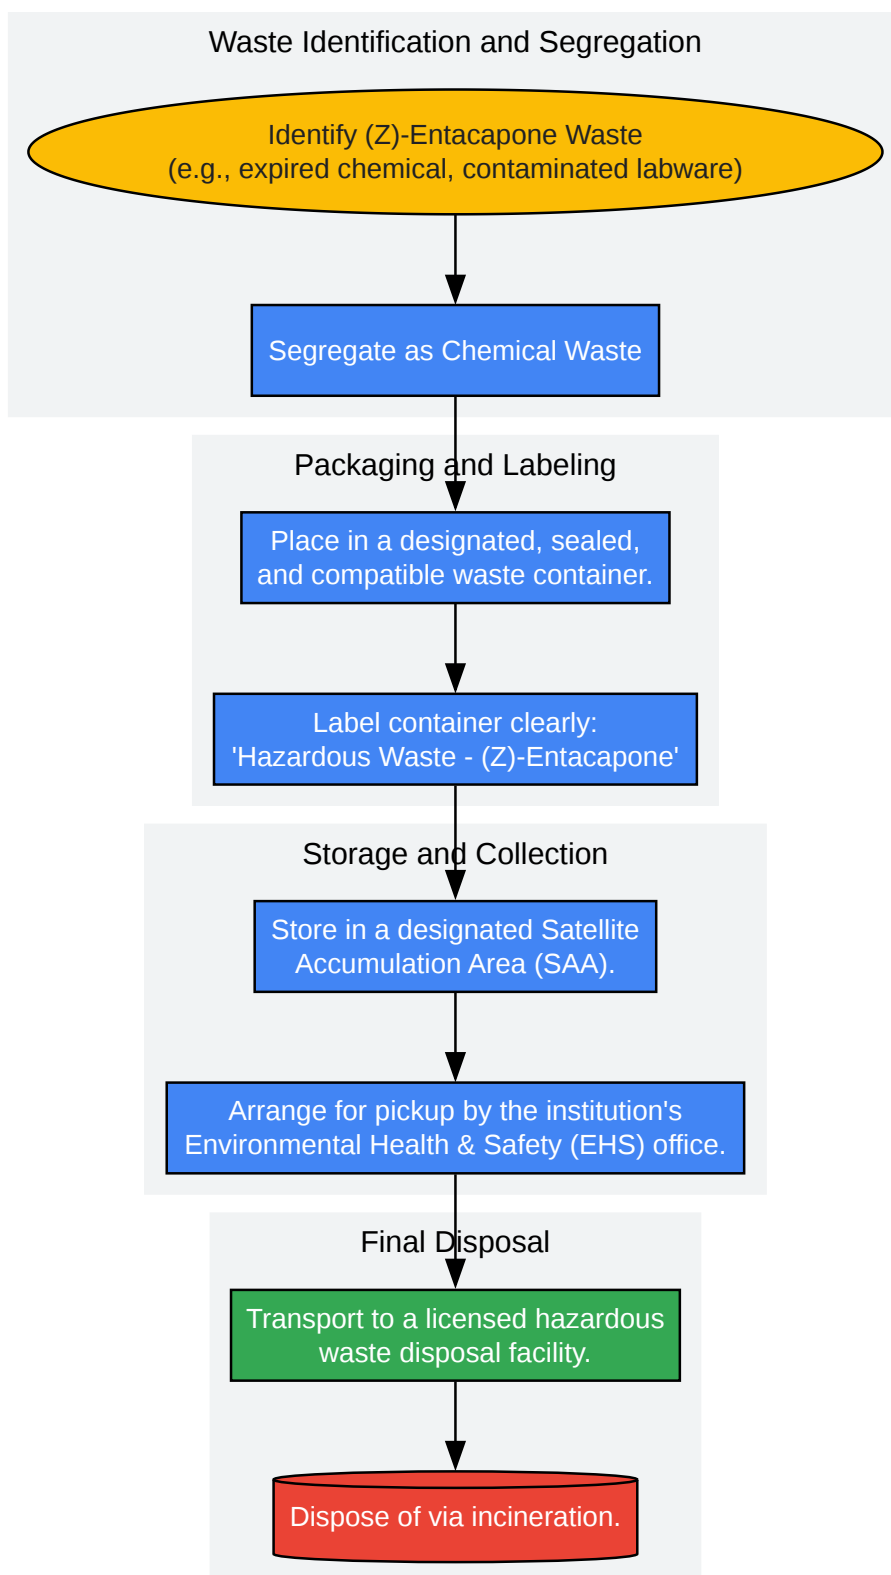 Waste Identification and Segregation
Identify (Z)-Entacapone Waste
(e.g., expired chemical, contaminated labware)
Segregate as Chemical Waste
Packaging and Labeling
Place in a designated, sealed,
and compatible waste container.
Label container clearly:
'Hazardous Waste - (Z)-Entacapone'
Storage and Collection
Store in a designated Satellite
Accumulation Area (SAA).
Arrange for pickup by the institution's
Environmental Health & Safety (EHS) office.
Final Disposal
Transport to a licensed hazardous
waste disposal facility.
Dispose of via incineration.